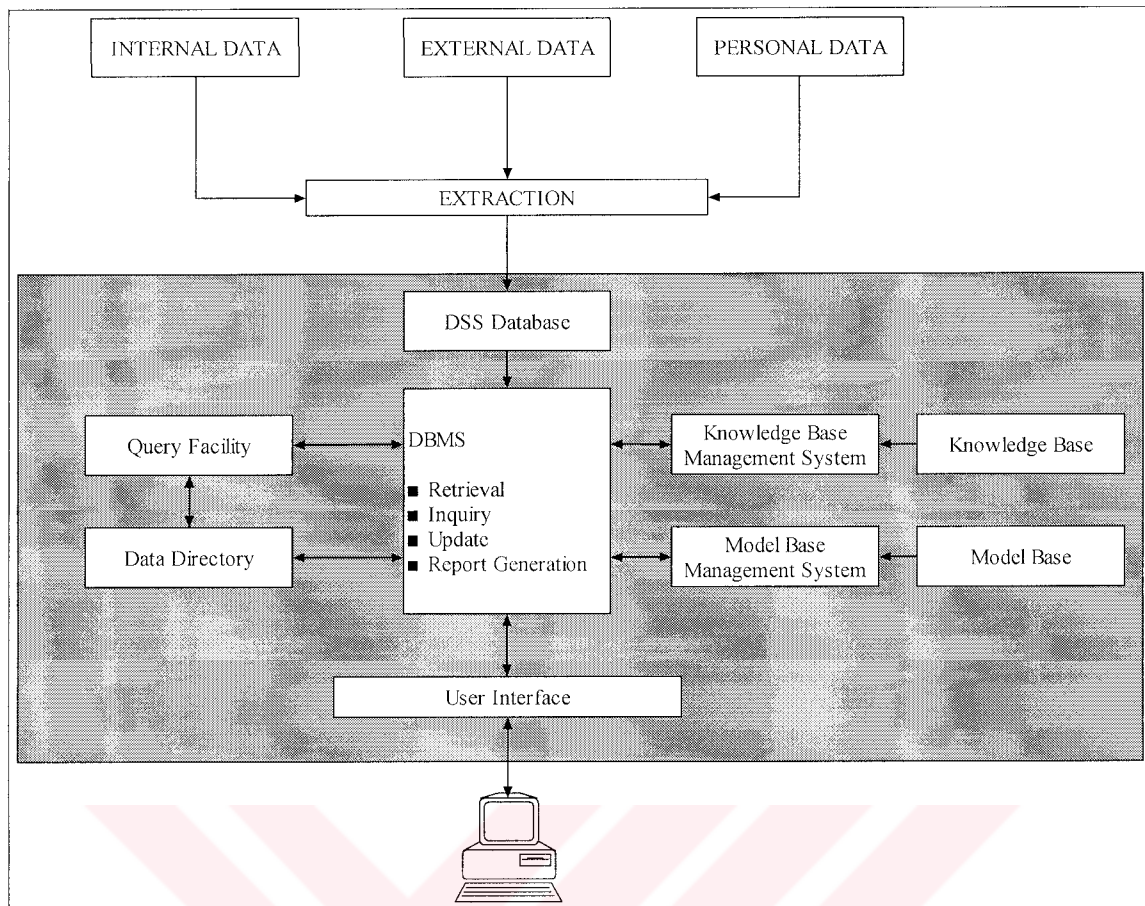 INTERNAL DATA
EXTERNAL DATA
PERSONAL DATA
EXTRACTION
DSS Database
DBMS
■ Retrieval
■ Inquiry
■ Update
■ Report Generation
Query Facility
Data Directory
Knowledge Base
Management System
Knowledge Base
Model Base
Management System
Model Base
User Interface